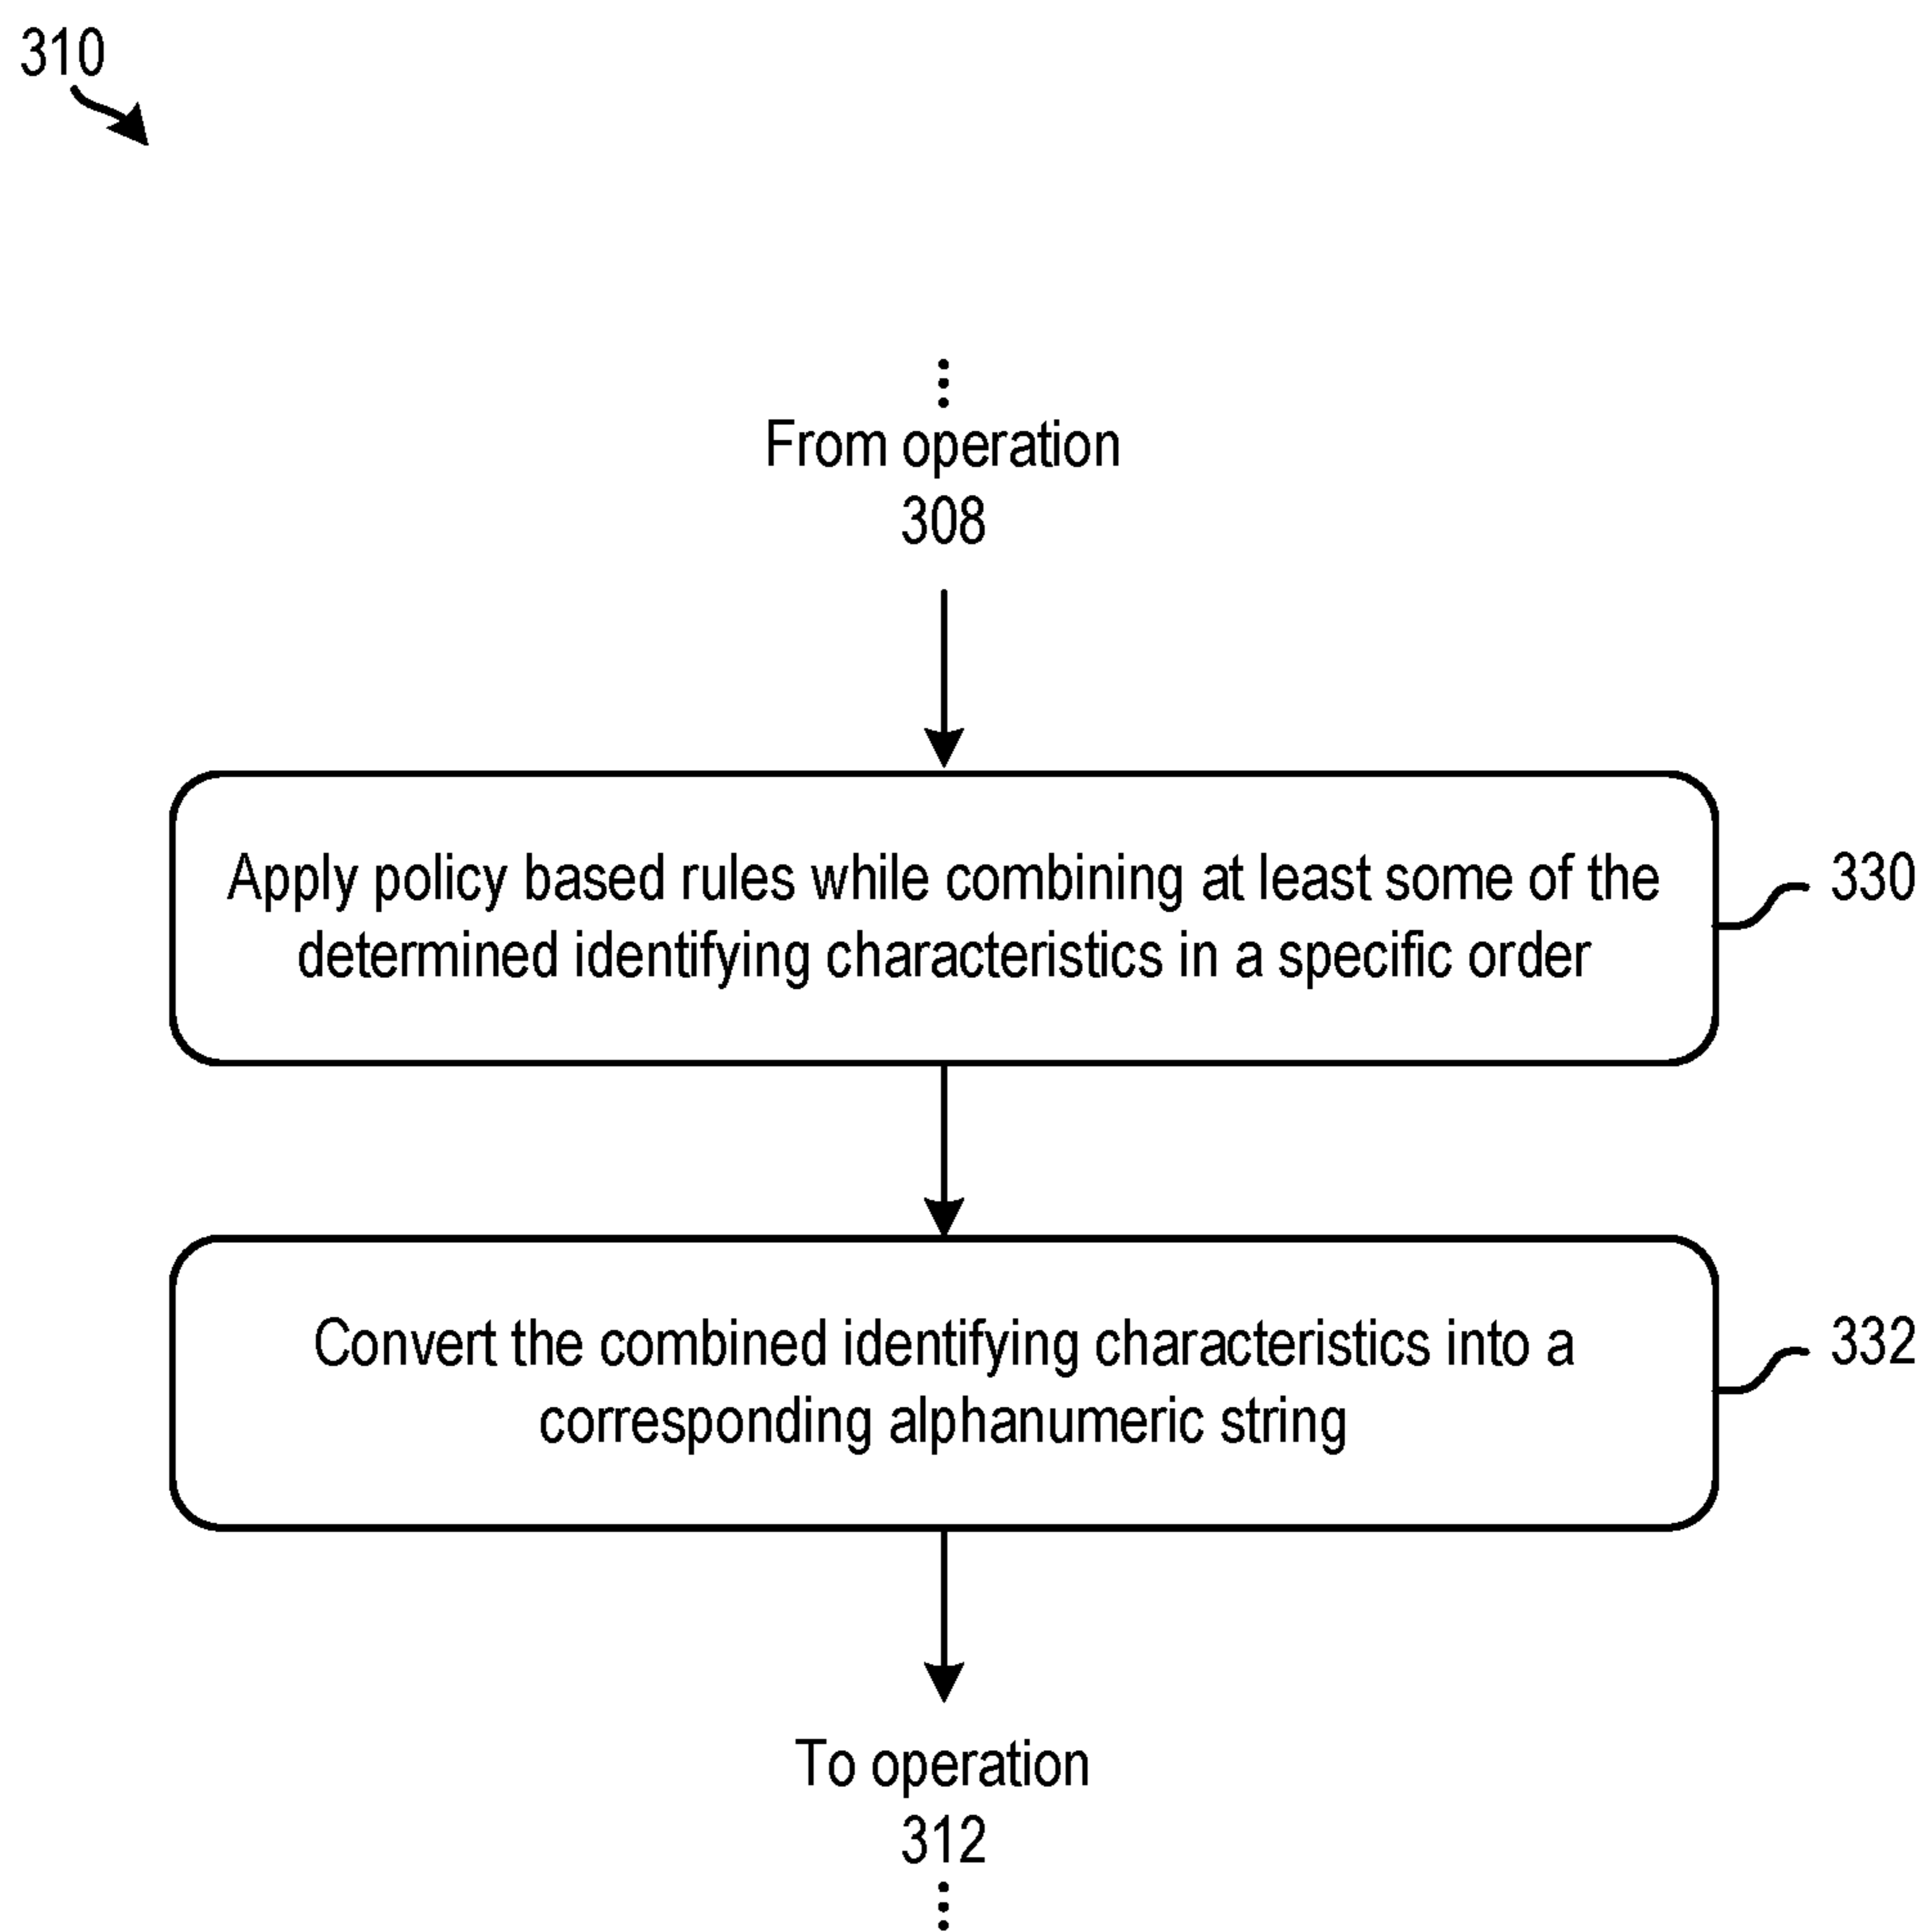 310
From operation
308
Apply policy based rules while combining at least some of the
determined identifying characteristics in a specific order
330
Convert the combined identifying characteristics into a
corresponding alphanumeric string
332
To operation
312